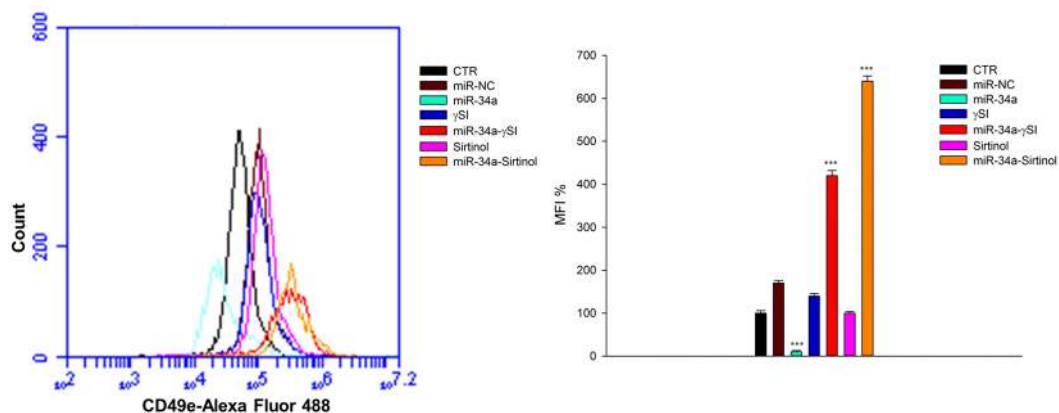 600
400
200
0
Count
10^2
10^3
10^4
10^5
10^6
10^7.2
CD49e-Alexa Fluor 488
CTR
miR-NC
miR-34a
γSI
miR-34a-γSI
Sirtinol
miR-34a-Sirtinol
700
600
500
400
300
200
100
0
MFI %
***
***
***
CTR
miR-NC
miR-34a
γSI
miR-34a-γSI
Sirtinol
miR-34a-Sirtinol